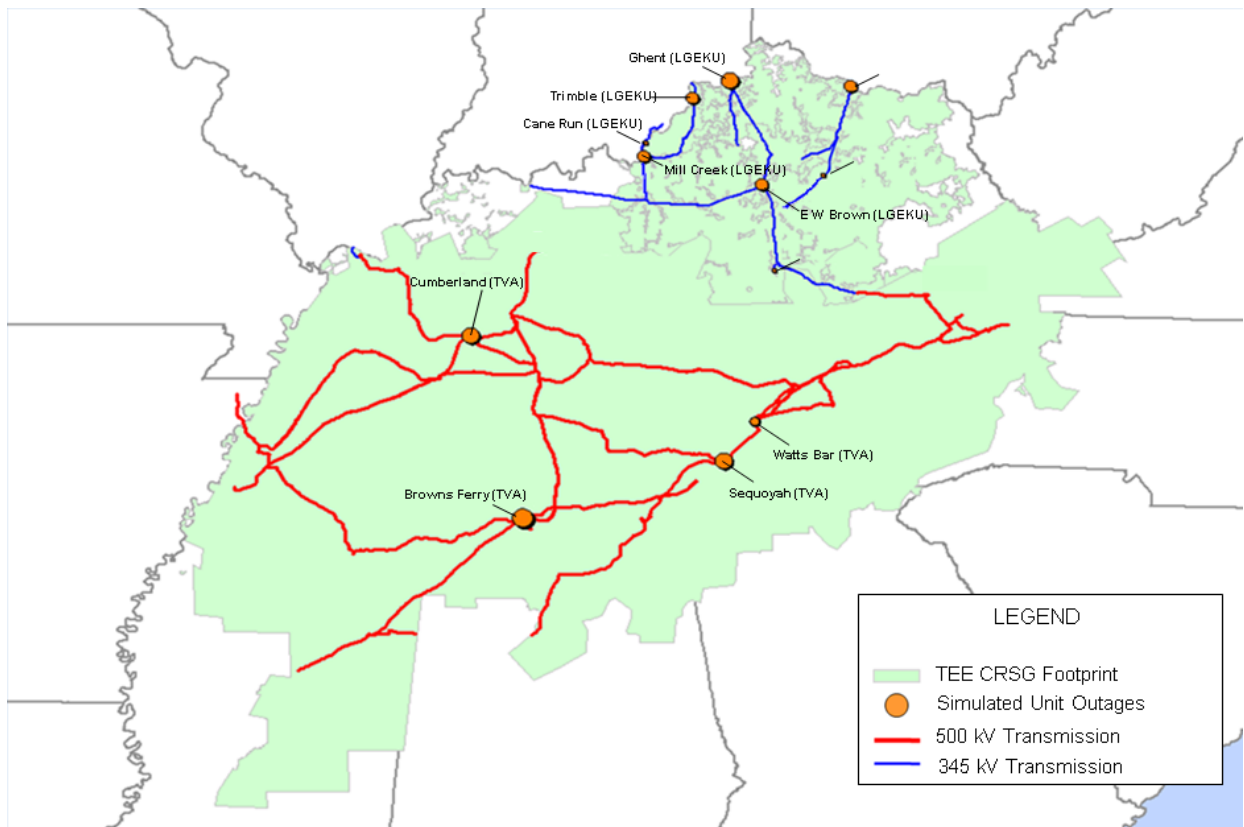 Ghent (LGEKU)
Trimble (LGEKU)
Cane Run (LGEKU)
Mill Creek (LGEKU)
E W Brown (LGEKU)
Cumberland (TVA)
Watts Bar (TVA)
Sequoyah (TVA)
Browns Ferry (TVA)
LEGEND
TEE CRSG Footprint
Simulated Unit Outages
500 kV Transmission
345 kV Transmission